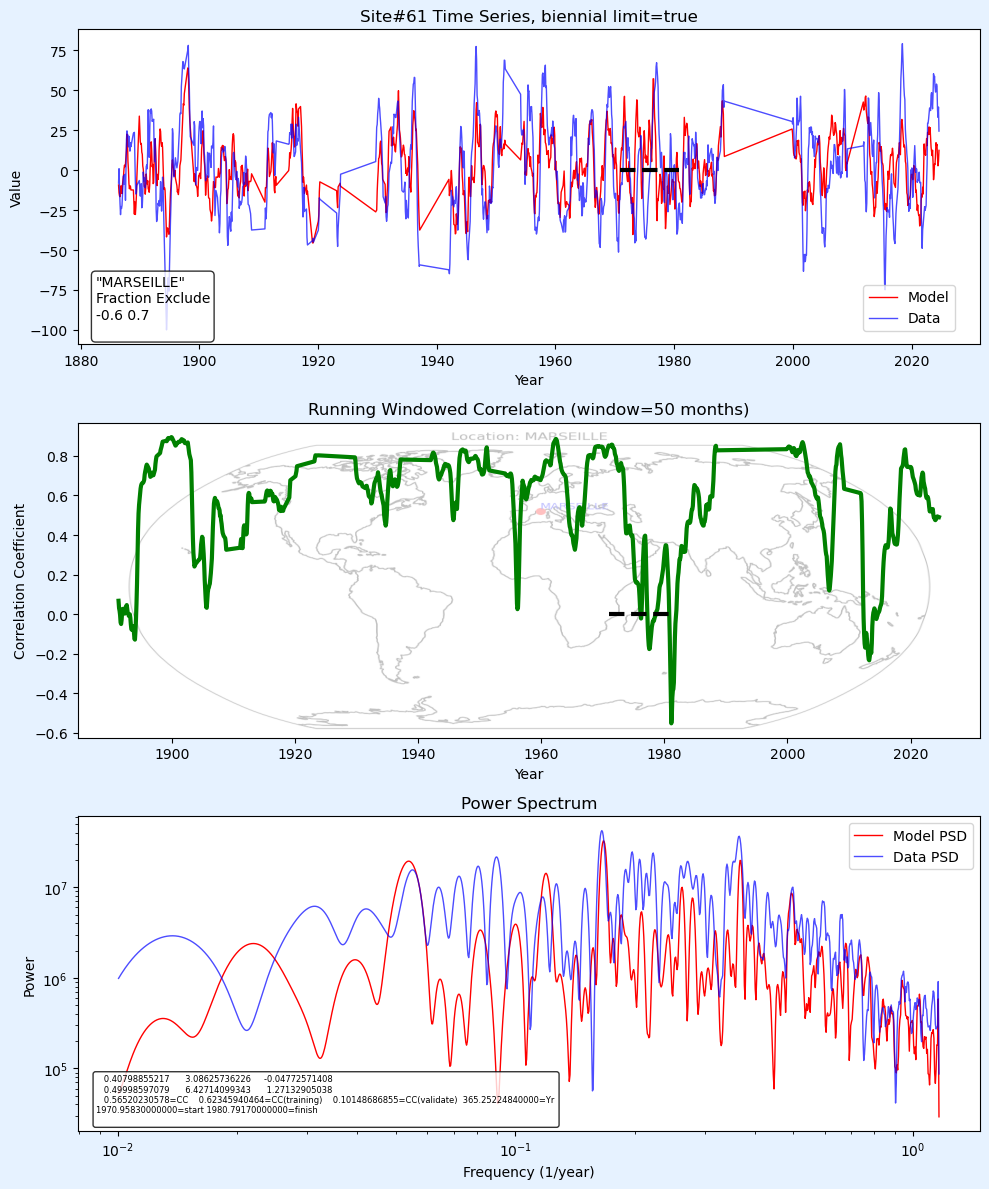 Site#61 Time Series, biennial limit=true
75
50
25
0
−25
−50
−75
−100
Value
"MARSEILLE"
Fraction Exclude
-0.6 0.7
Model
Data
1880 1900 1920 1940 1960 1980 2000 2020
Year
Running Windowed Correlation (window=50 months)
Location: MARSEILLE
0.8
0.6
0.4
0.2
0.0
−0.2
−0.4
−0.6
Correlation Coefficient
MARSEILLE
1900 1920 1940 1960 1980 2000 2020
Year
Power Spectrum
Model PSD
Data PSD
10^7
10^6
10^5
Power
0.40798855217 3.08625736226 -0.04772571408
0.49998597079 6.42714099343 1.27132905038
0.56520230578=CC 0.62345940464=CC(training) 0.10148686855=CC(validate) 365.25224840000=Yr
1970.95830000000=start 1980.79170000000=finish
10^−2 10^−1 10^0
Frequency (1/year)